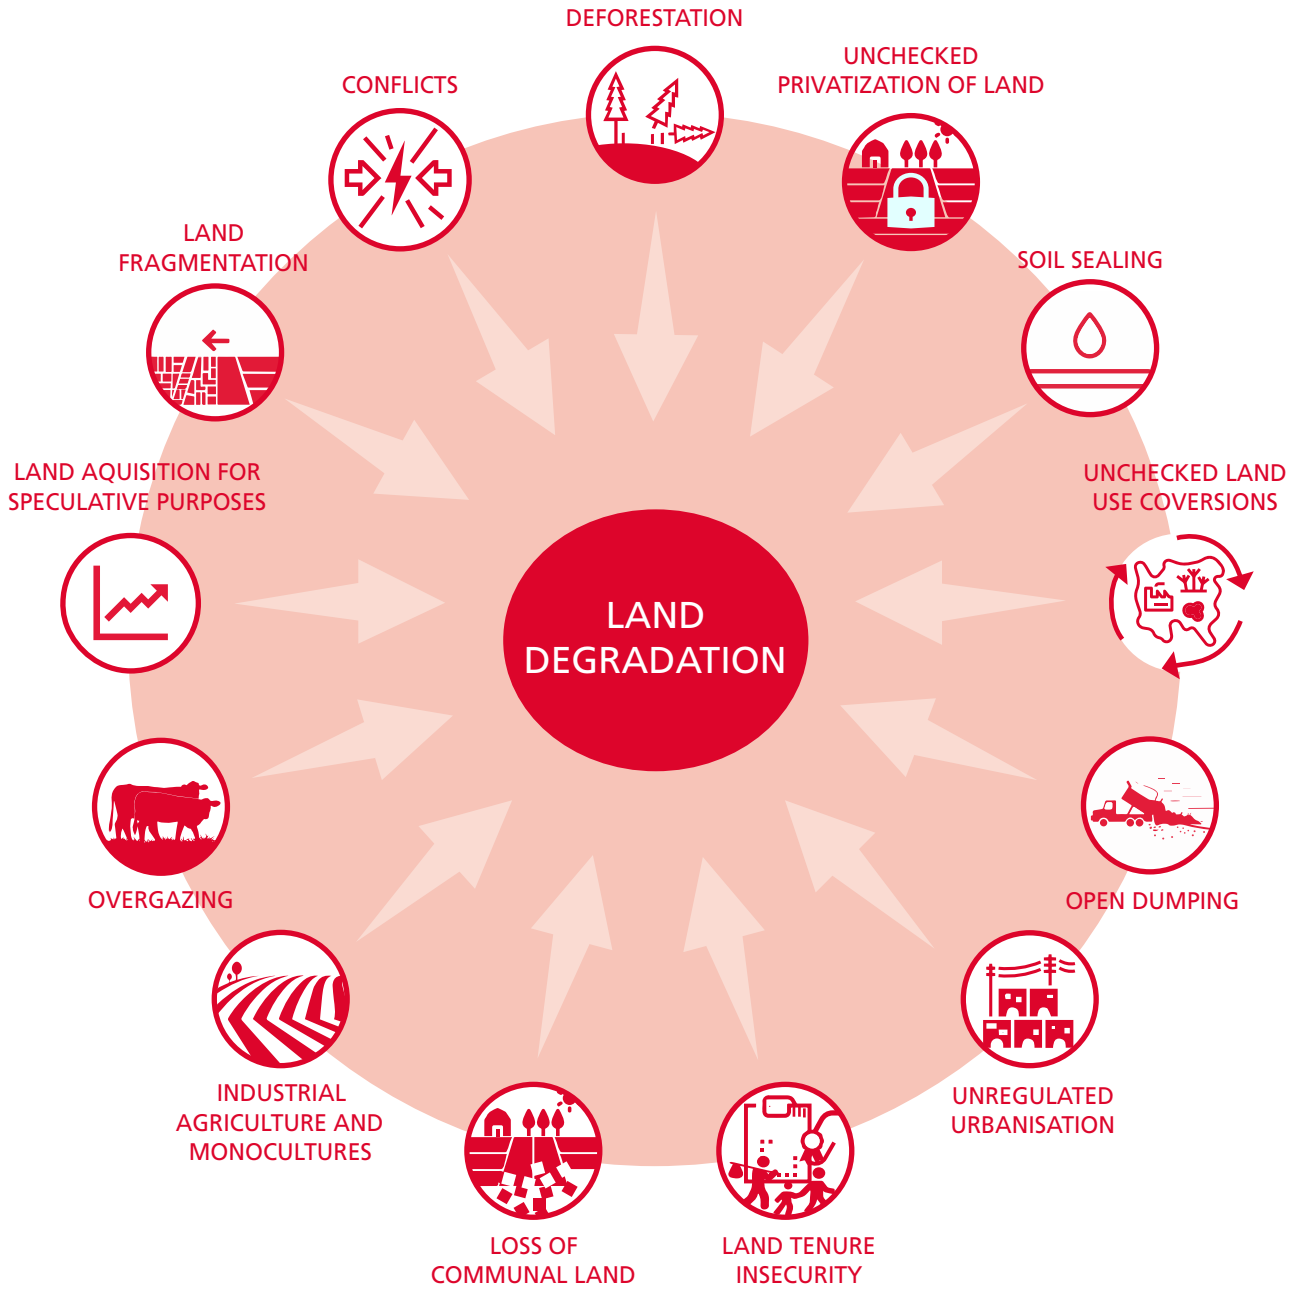 DEFORESTATION
UNCHECKED
PRIVATIZATION OF LAND
CONFLICTS
LAND
FRAGMENTATION
SOIL SEALING
LAND AQUISITION FOR
SPECULATIVE PURPOSES
UNCHECKED LAND
USE COVERSIONS
LAND
DEGRADATION
OVERGAZING
OPEN DUMPING
INDUSTRIAL
AGRICULTURE AND
MONOCULTURES
UNREGULATED
URBANISATION
LOSS OF
COMMUNAL LAND
LAND TENURE
INSECURITY